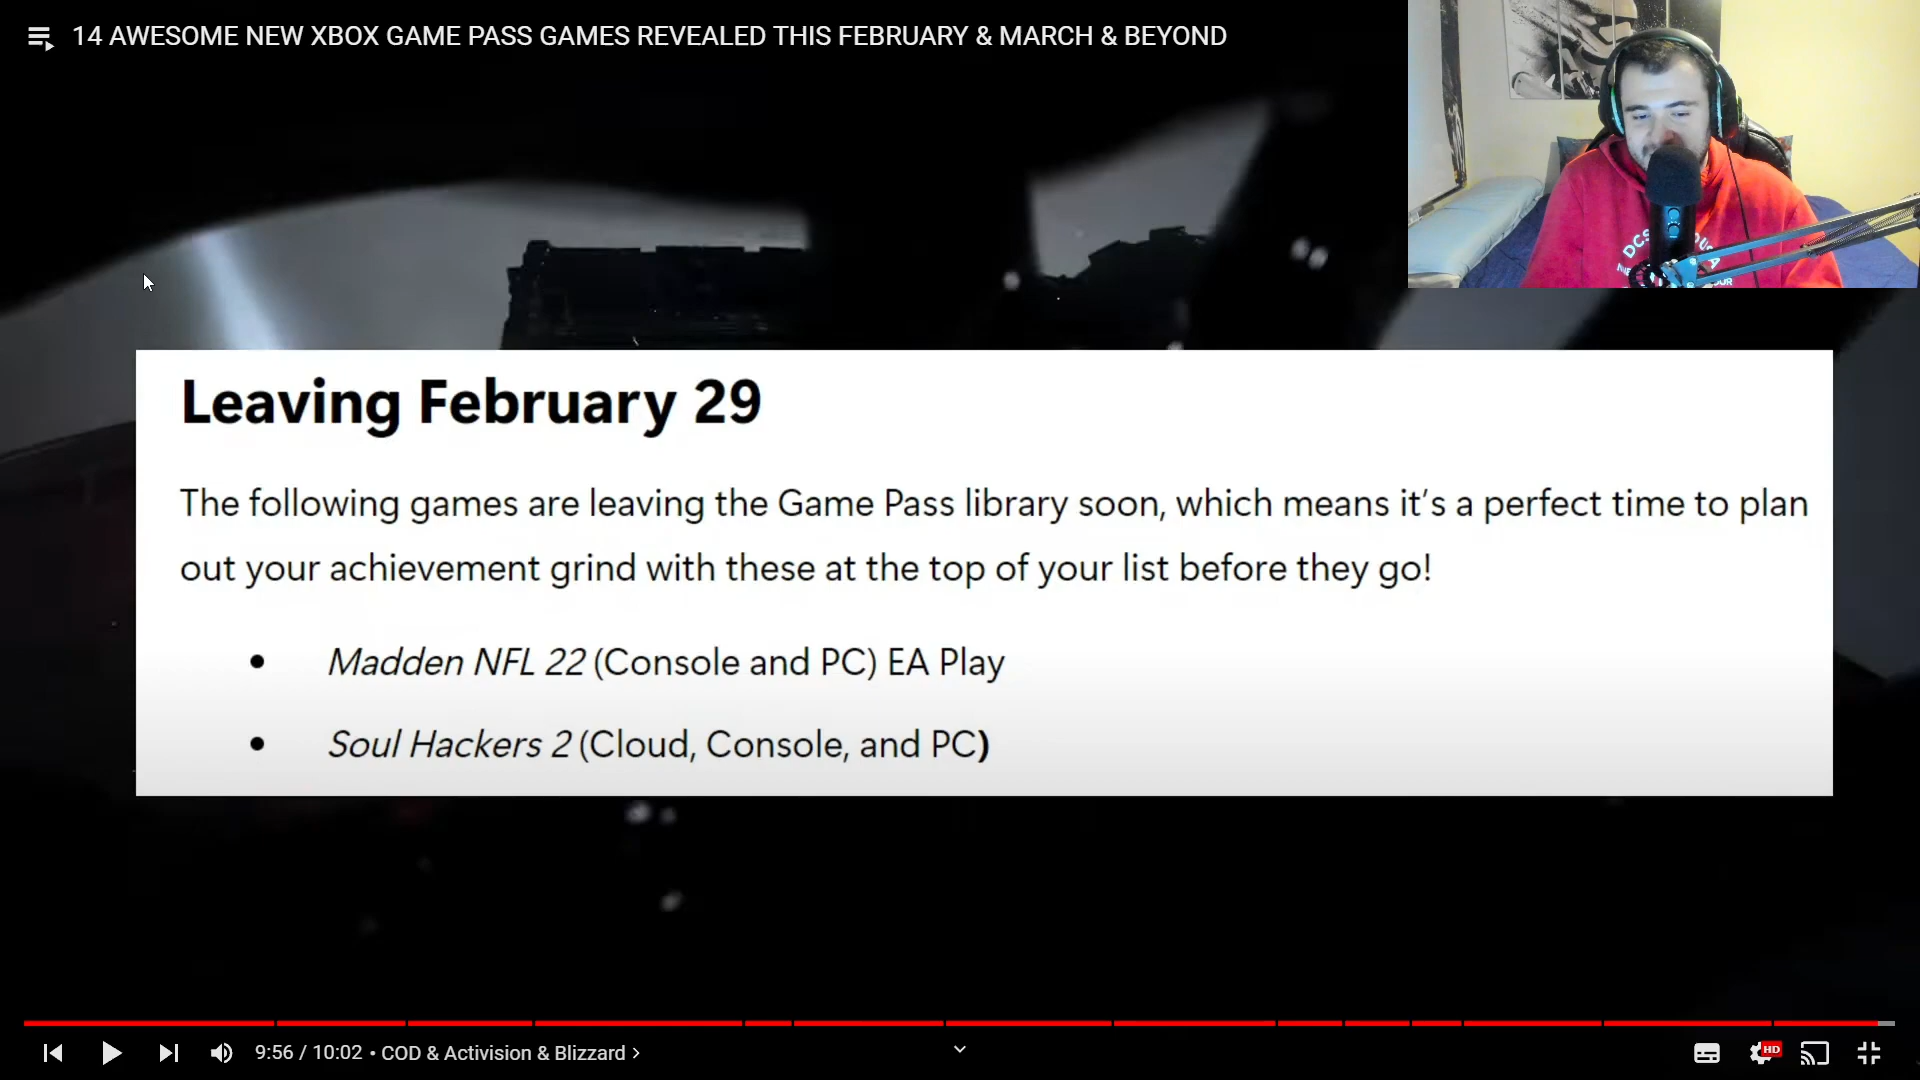 14 AWESOME NEW XBOX GAME PASS GAMES REVEALED THIS FEBRUARY & MARCH & BEYOND
Leaving February 29
The following games are leaving the Game Pass library soon, which means it’s a perfect time to plan
out your achievement grind with these at the top of your list before they go!
• Madden NFL 22 (Console and PC) EA Play
• Soul Hackers 2 (Cloud, Console, and PC)
9:56 / 10:02 • COD & Activision & Blizzard >
HD